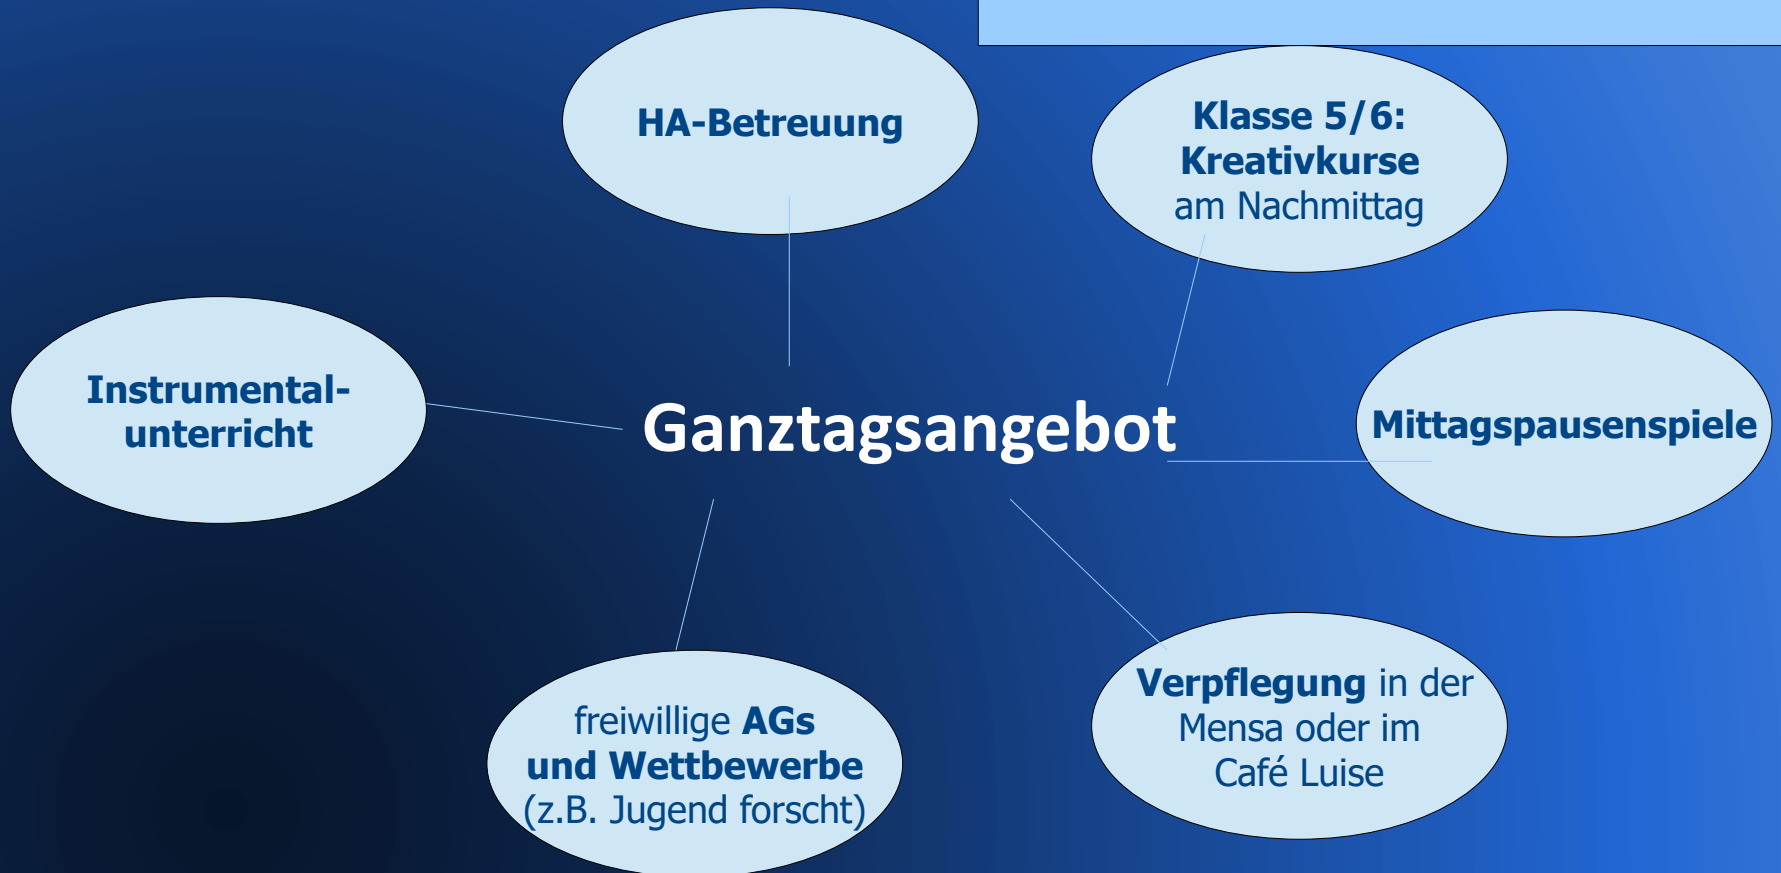 HA-Betreuung
Klasse 5/6:
Kreativkurse
am Nachmittag
Instrumental-
unterricht
Ganztagsangebot
Mittagspausenspiele
freiwillige AGs
und Wettbewerbe
(z.B. Jugend forscht)
Verpflegung in der
Mensa oder im
Café Luise